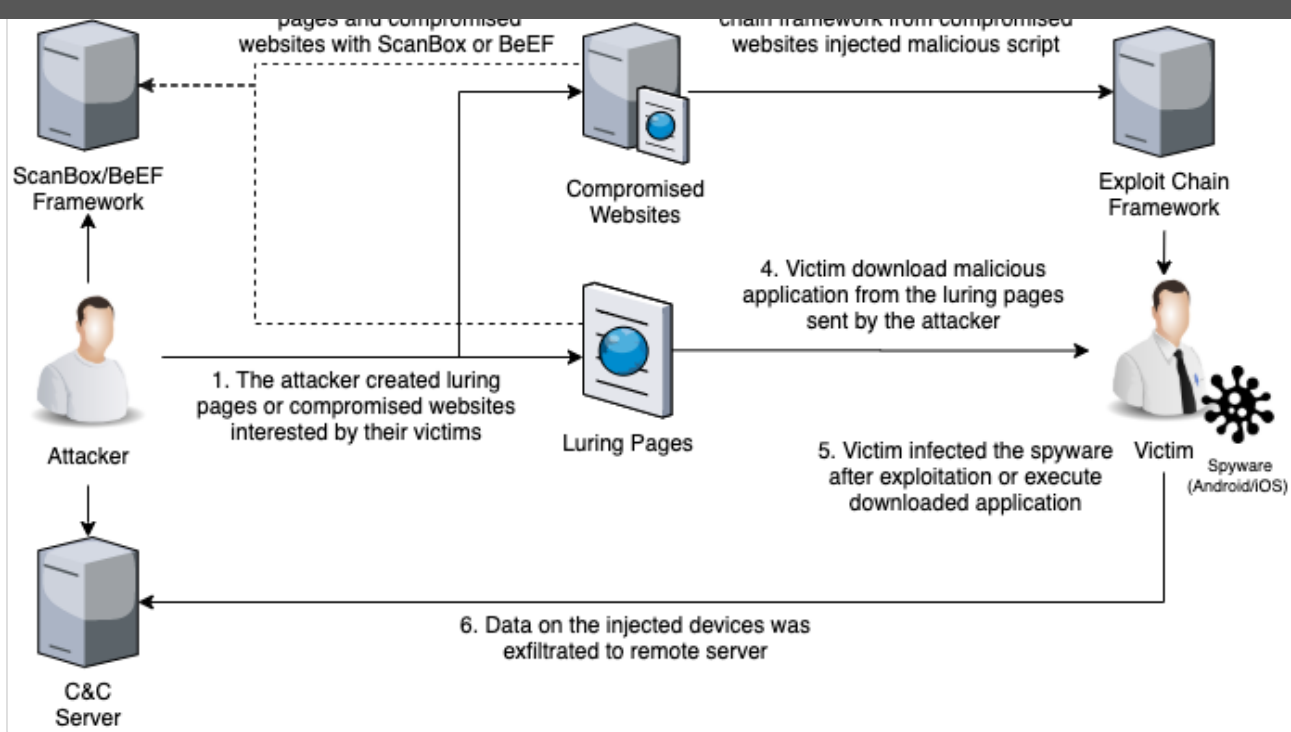 pages and compromised
websites with ScanBox or BeEF
chain framework from compromised
websites injected malicious script
ScanBox/BeEF
Framework
Compromised
Websites
Exploit Chain
Framework
4. Victim download malicious
application from the luring pages
sent by the attacker
1. The attacker created luring
pages or compromised websites
interested by their victims
Attacker
Luring Pages
5. Victim infected the spyware
after exploitation or execute
downloaded application
Victim
Spyware
(Android/iOS)
6. Data on the injected devices was
exfiltrated to remote server
C&C
Server